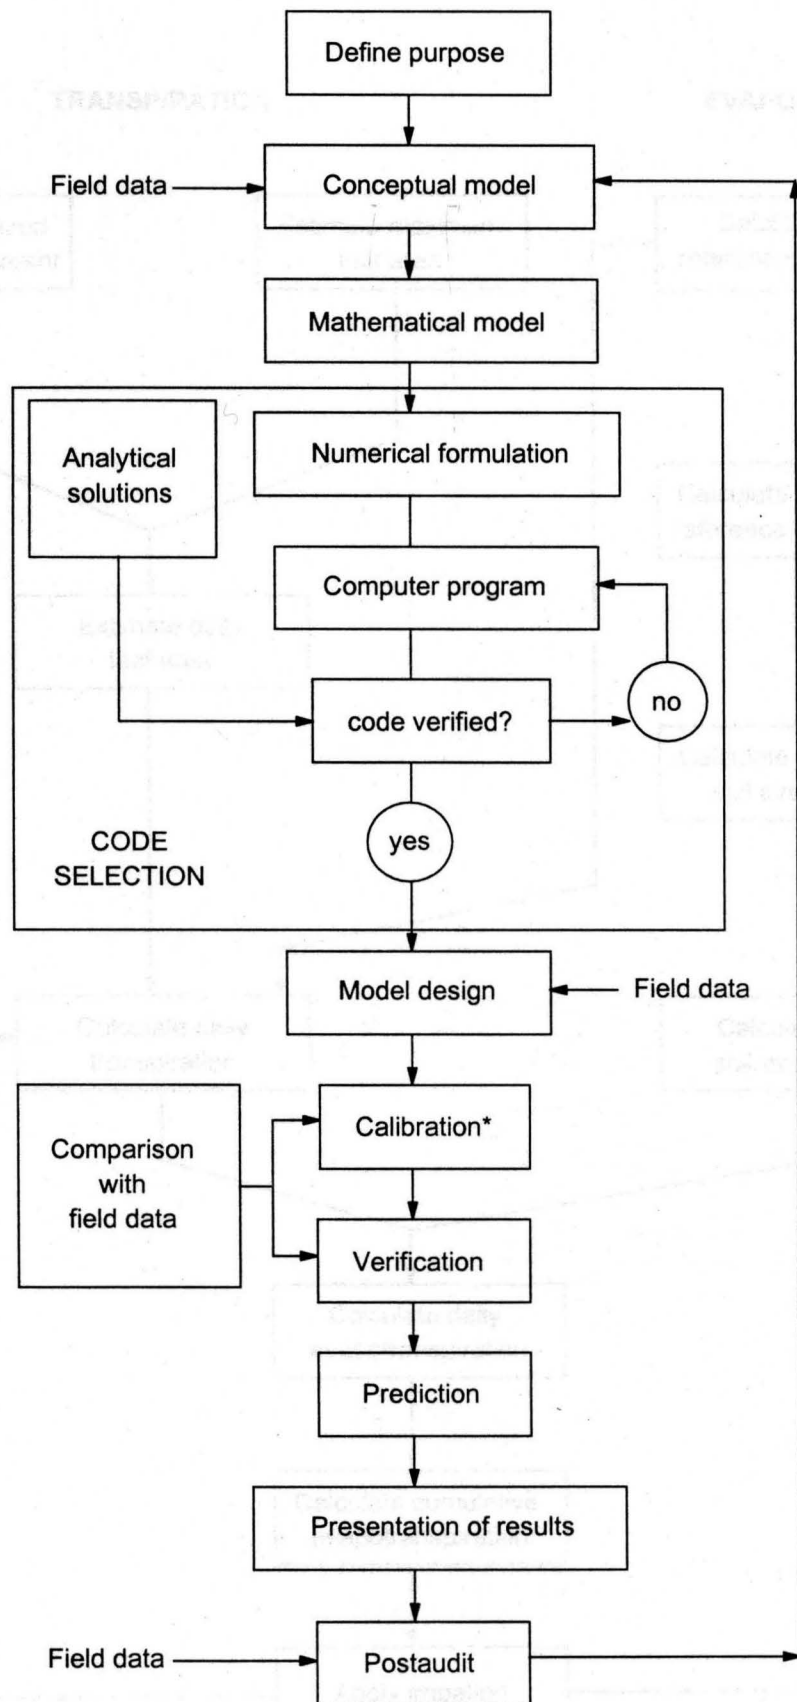 Define purpose
Field data
Conceptual model
Mathematical model
Analytical
solutions
Numerical formulation
Computer program
no
code verified?
yes
CODE
SELECTION
Model design
Field data
Calibration*
Comparison
with
field data
Verification
Prediction
Presentation of results
Field data
Postaudit